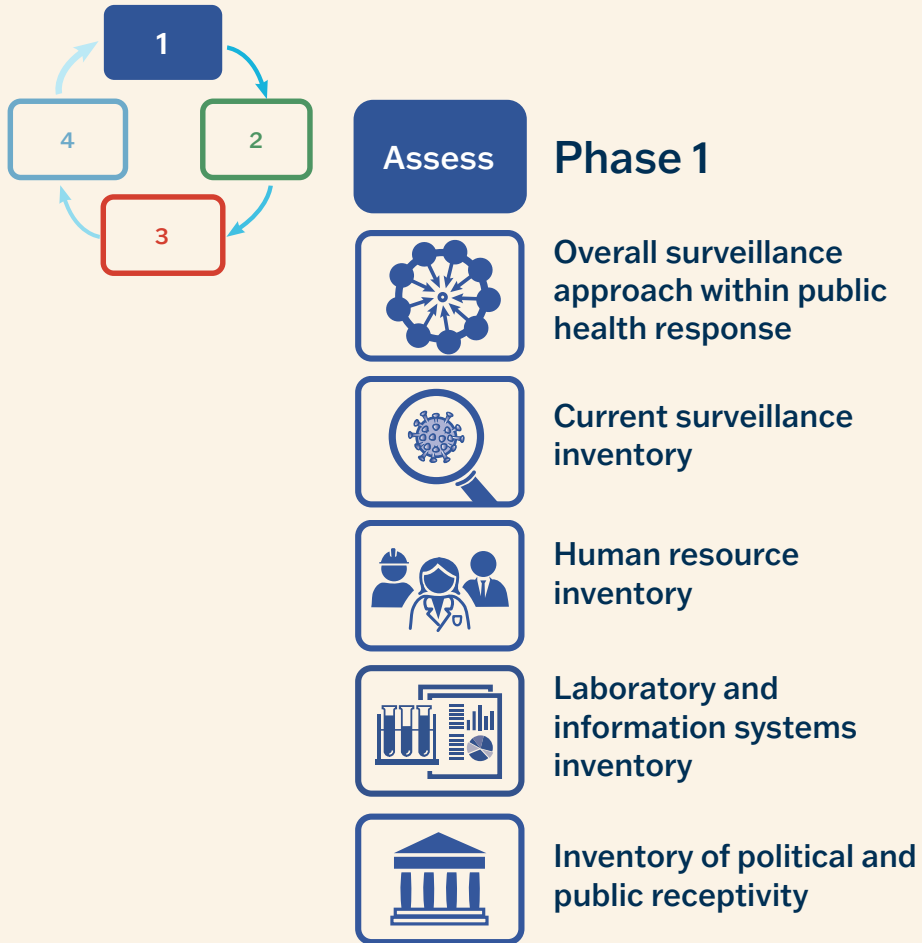 1
4
2
3
Assess
Phase 1
Overall surveillance
approach within public
health response
Current surveillance
inventory
Human resource
inventory
Laboratory and
information systems
inventory
Inventory of political and
public receptivity